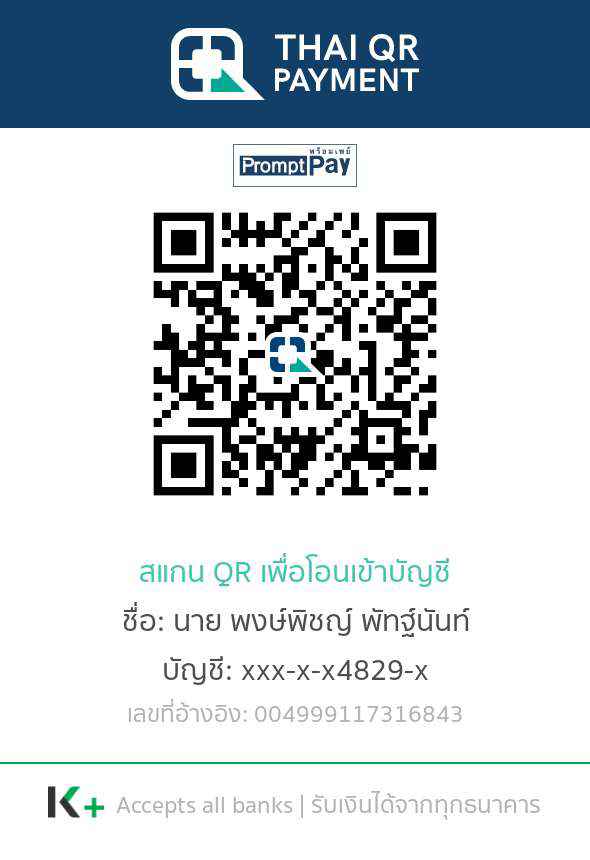 THAI QR
PAYMENT
พร้อมเพย์
PromptPay
สแกน QR เพื่อโอนเข้าบัญชี
ชื่อ: นาย พงษ์พิชญ์ พัทฐ์นันท์
บัญชี: xxx-x-x4829-x
เลขที่อ้างอิง: 004999117316843
K+ Accepts all banks | รับเงินได้จากทุกธนาคาร